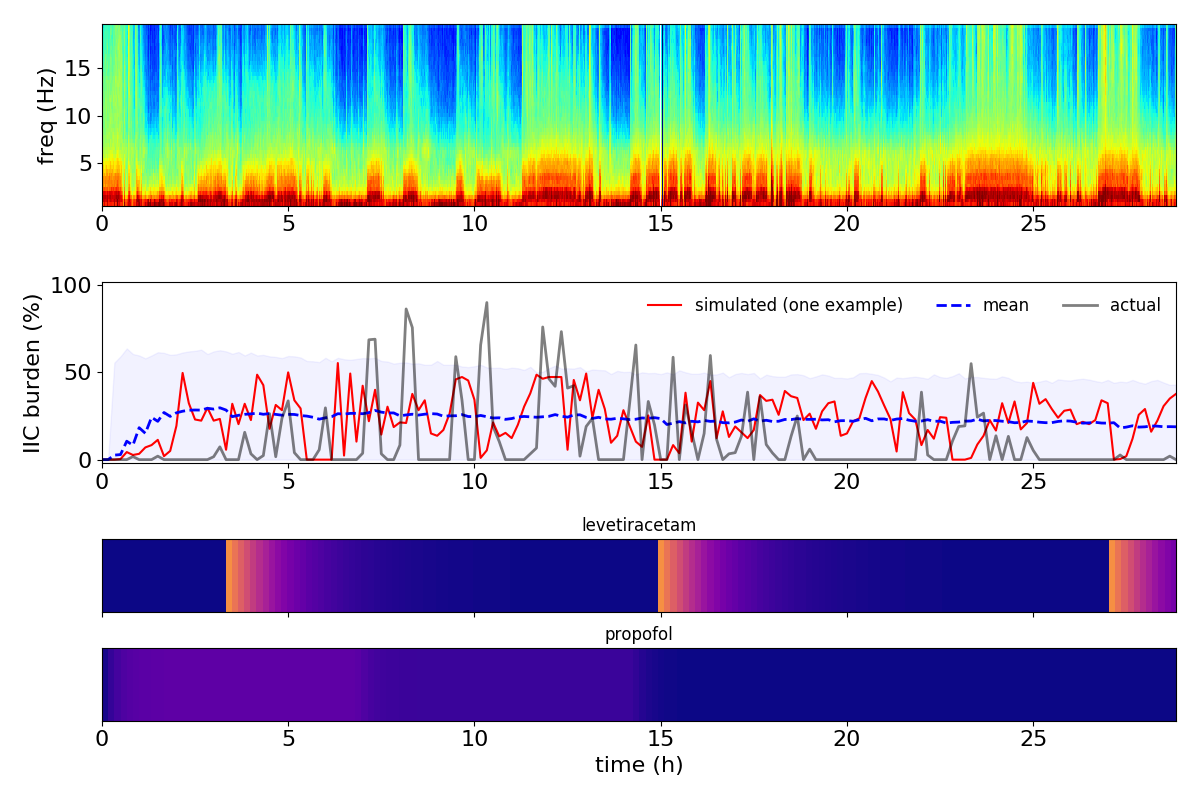 freq (Hz)
15
10
5
0 5 10 15 20 25
IIC burden (%)
100
50
0
simulated (one example) mean actual
0 5 10 15 20 25
levetiracetam
propofol
0 5 10 15 20 25
time (h)